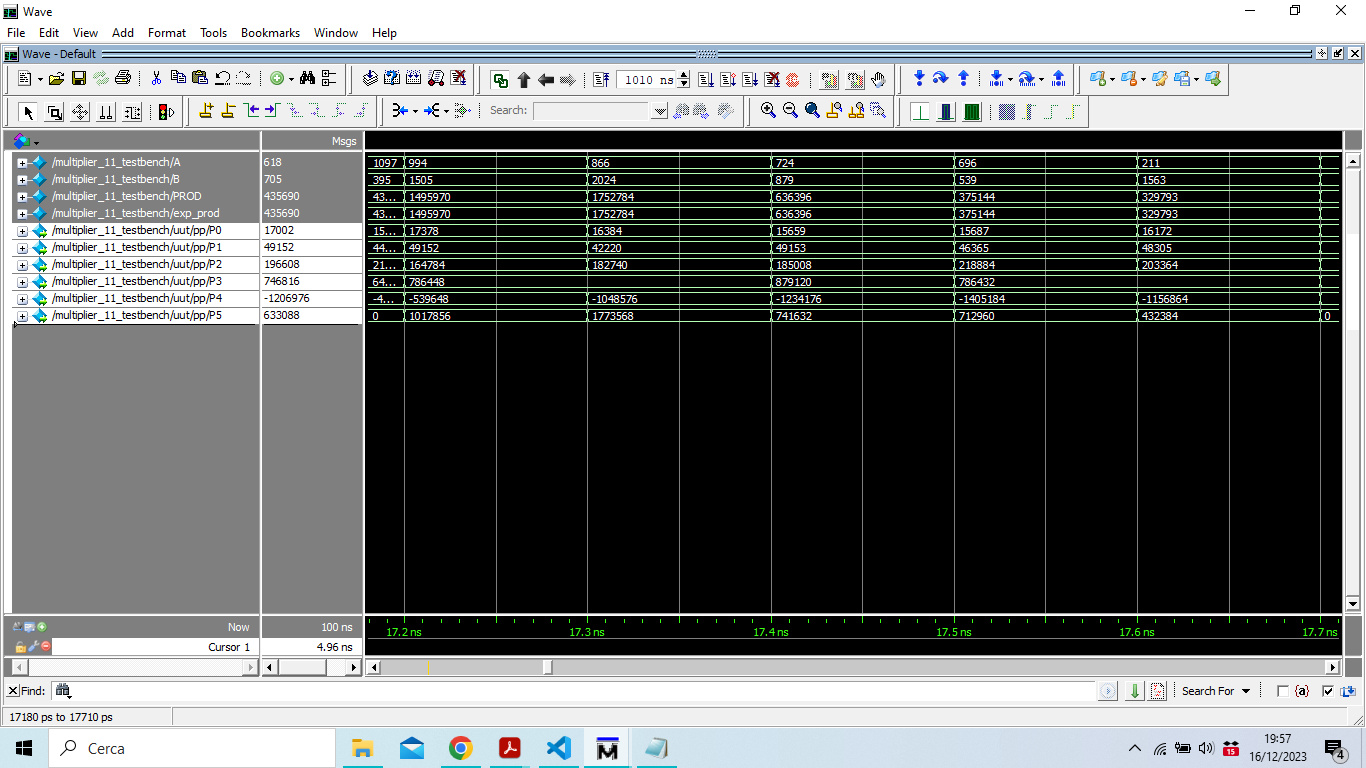 Wave
File Edit View Add Format Tools Bookmarks Window Help
Wave - Default
1010 ns
Search:
Msgs
/multiplier_11_testbench/A 618 1097 994 866 724 696 211
/multiplier_11_testbench/B 705 395 1505 2024 879 539 1563
/multiplier_11_testbench/PROD 435690 43... 1495970 1752784 636396 375144 329793
/multiplier_11_testbench/exp_prod 435690 43... 1495970 1752784 636396 375144 329793
/multiplier_11_testbench/uut/pp/P0 17002 15... 17378 16384 15659 15687 16172
/multiplier_11_testbench/uut/pp/P1 49152 44... 49152 42220 49153 46365 48305
/multiplier_11_testbench/uut/pp/P2 196608 21... 164784 182740 185008 218884 203364
/multiplier_11_testbench/uut/pp/P3 746816 64... 786448 879120 786432
/multiplier_11_testbench/uut/pp/P4 -1206976 -4... -539648 -1048576 -1234176 -1405184 -1156864
/multiplier_11_testbench/uut/pp/P5 633088 0 1017856 1773568 741632 712960 432384 0
Now 100 ns 17.2 ns 17.3 ns 17.4 ns 17.5 ns 17.6 ns 17.7 ns
Cursor 1 4.96 ns
Find: Search For {a}
17180 ps to 17710 ps
Cerca
15
19:57
16/12/2023
4